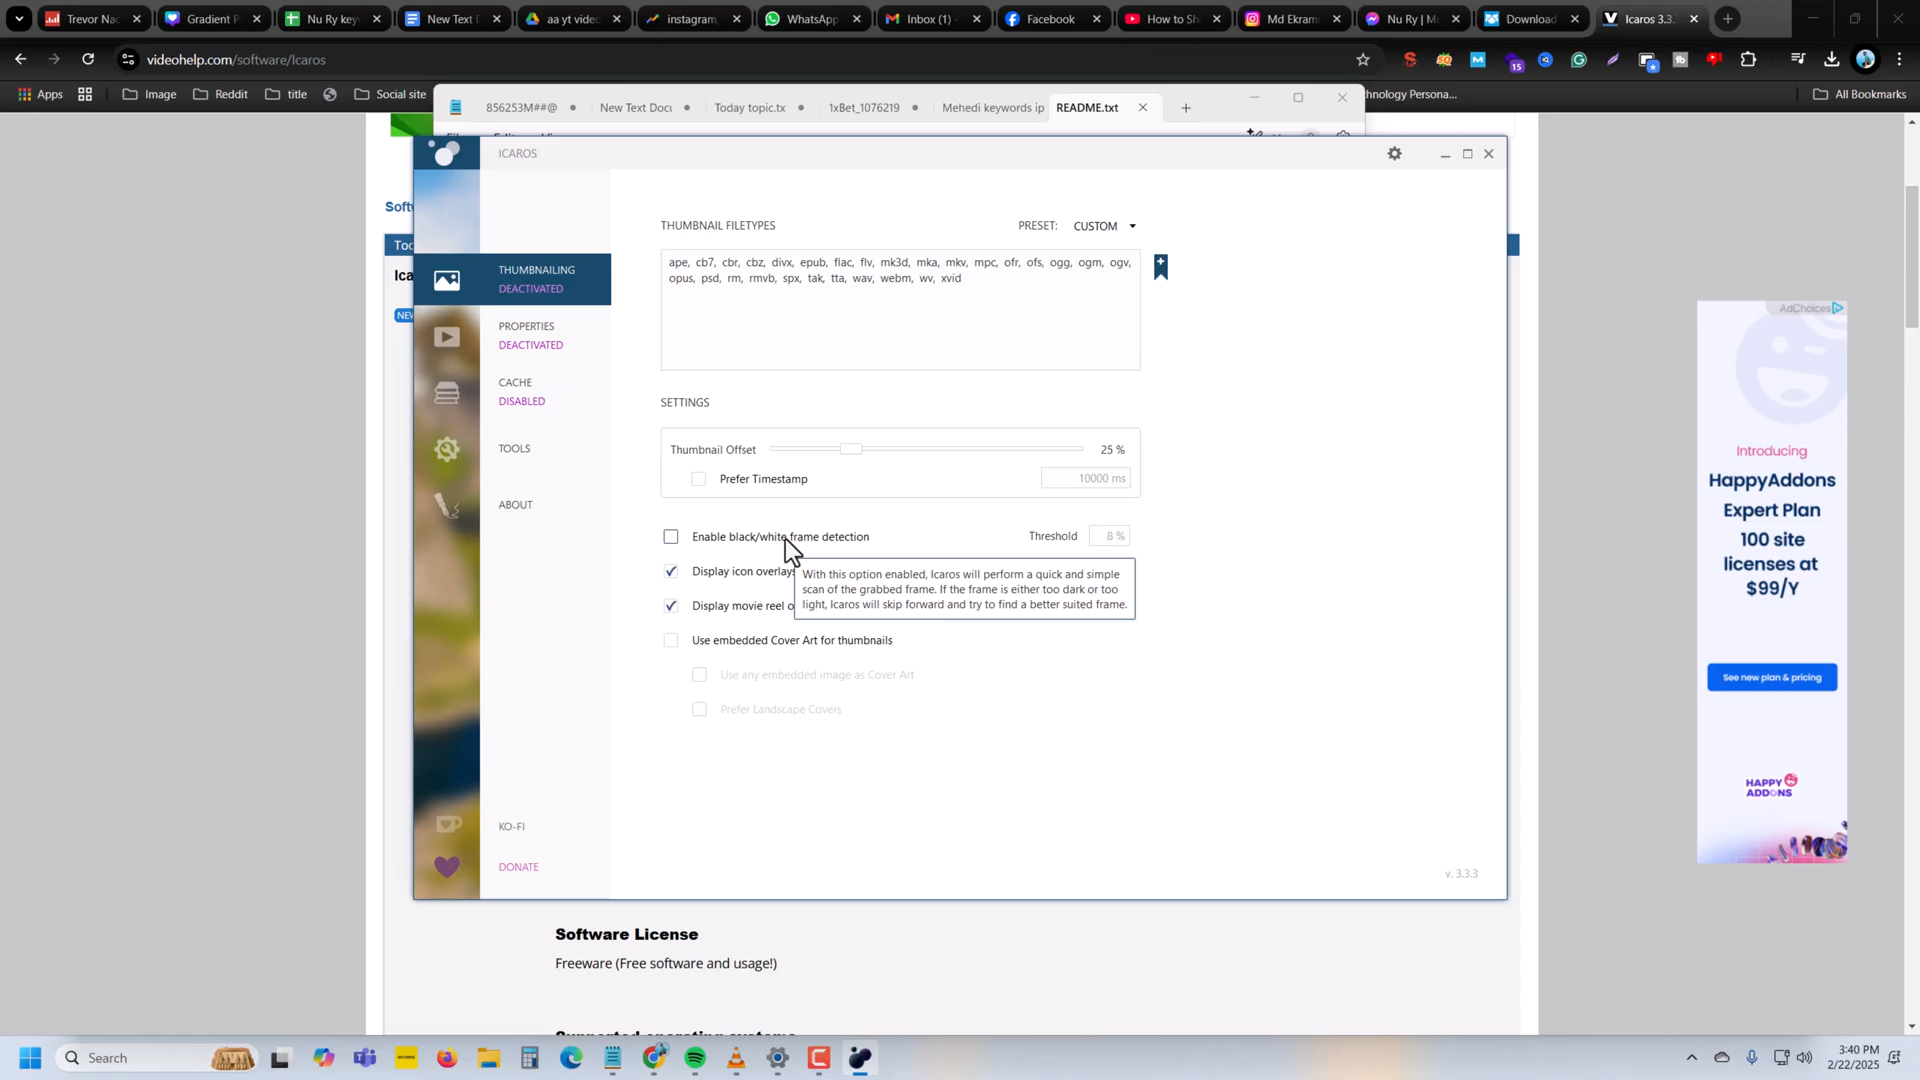 Trevor Nac
Gradient P
Nu Ry key
New Text D
aa yt video
instagram,
WhatsApp
Inbox (1) -
Facebook
How to Sh
Md Ekram
Nu Ry | M
Download
Icaros 3.3.
videohelp.com/software/Icaros
15
Apps
Image
Reddit
title
Social site
chnology Persona...
All Bookmarks
856253M##@
New Text Docu
Today topic.tx
1xBet_1076219
Mehedi keywords ip
README.txt
Softw
Too
Ica
NEW
ICAROS
THUMBNAILING
DEACTIVATED
PROPERTIES
DEACTIVATED
CACHE
DISABLED
TOOLS
ABOUT
KO-FI
DONATE
THUMBNAIL FILETYPES
PRESET: CUSTOM
ape, cb7, cbr, cbz, divx, epub, flac, flv, mk3d, mka, mkv, mpc, ofr, ofs, ogg, ogm, ogv,
opus, psd, rm, rmvb, spx, tak, tta, wav, webm, wv, xvid
SETTINGS
Thumbnail Offset 25 %
Prefer Timestamp 10000 ms
Enable black/white frame detection Threshold 8 %
Display icon overlays
Display movie reel o
With this option enabled, Icaros will perform a quick and simple
scan of the grabbed frame. If the frame is either too dark or too
light, Icaros will skip forward and try to find a better suited frame.
Use embedded Cover Art for thumbnails
Use any embedded image as Cover Art
Prefer Landscape Covers
v. 3.3.3
AdChoices
Introducing
HappyAddons
Expert Plan
100 site
licenses at
$99/Y
See new plan & pricing
HAPPY
ADDONS
Software License
Freeware (Free software and usage!)
Search
3:40 PM
2/22/2025